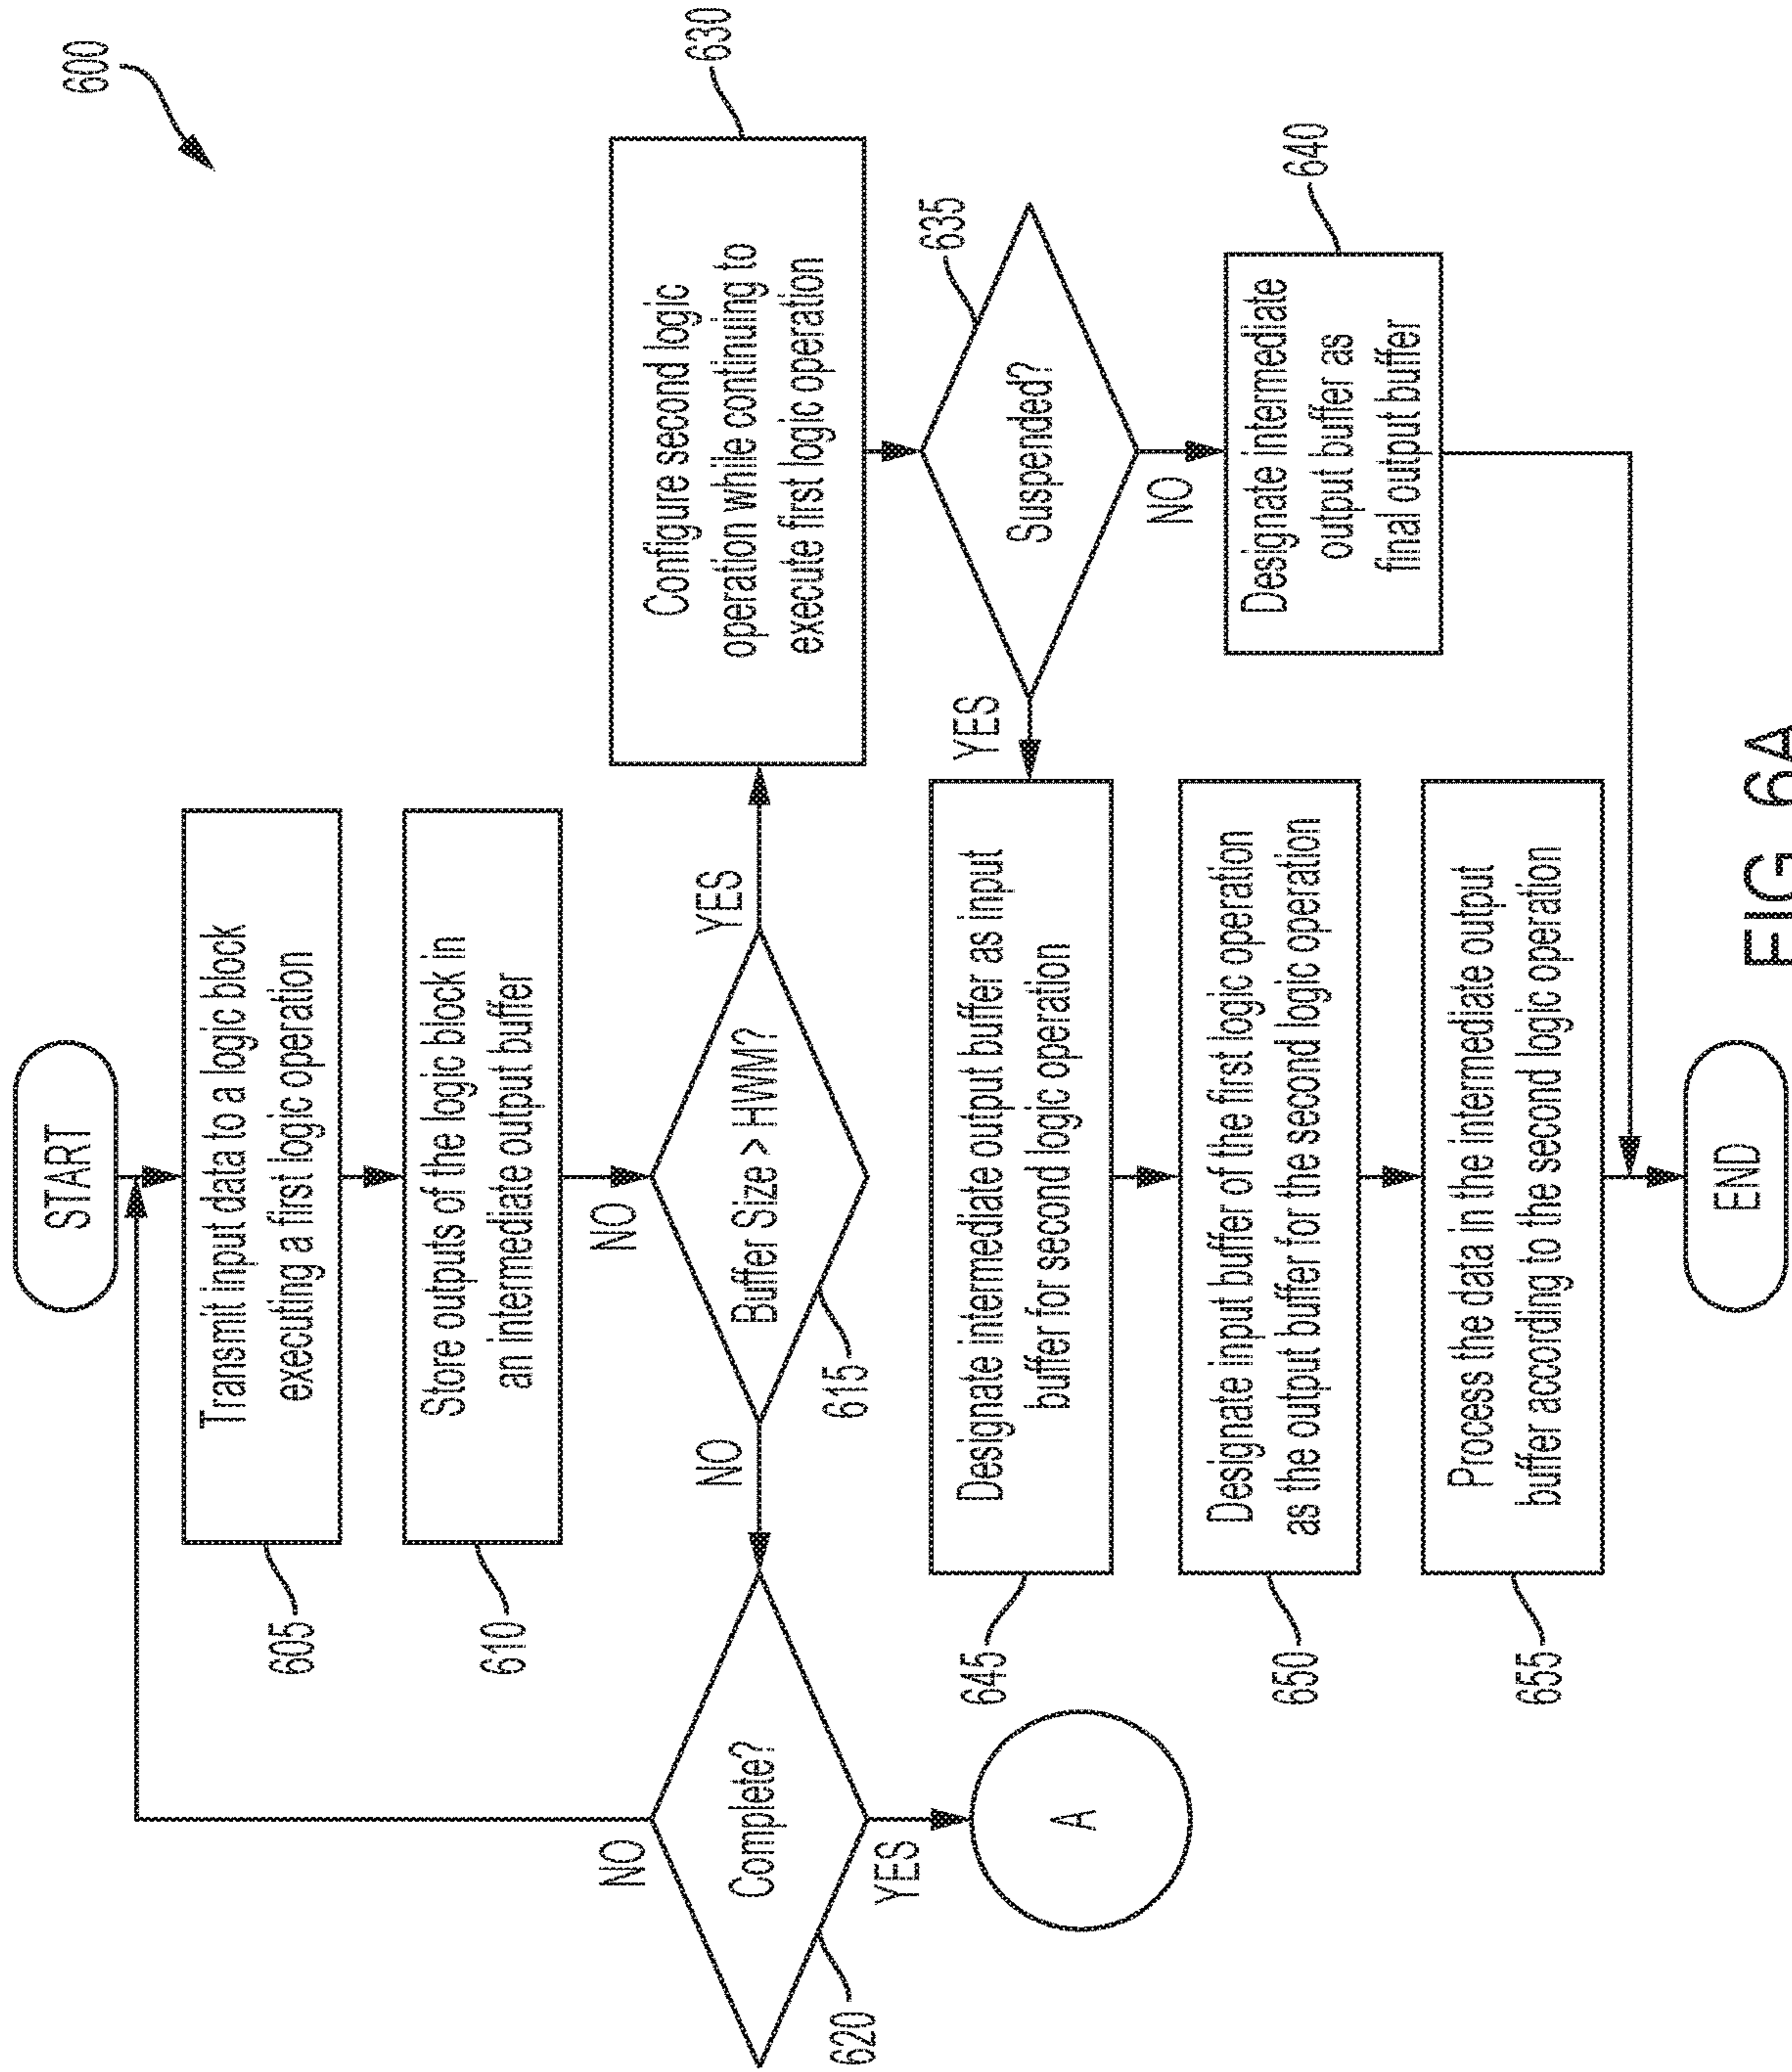 600
START
Transmit input data to a logic block
executing a first logic operation
605
Store outputs of the logic block in
an intermediate output buffer
610
NO
Buffer Size > HWM?
615
NO
YES
Complete?
620
NO
YES
A
Configure second logic
operation while continuing to
execute first logic operation
630
Suspended?
635
YES
NO
Designate intermediate
output buffer as
final output buffer
640
Designate intermediate output buffer as input
buffer for second logic operation
645
Designate input buffer of the first logic operation
as the output buffer for the second logic operation
650
Process the data in the intermediate output
buffer according to the second logic operation
655
END
FIG. 6A